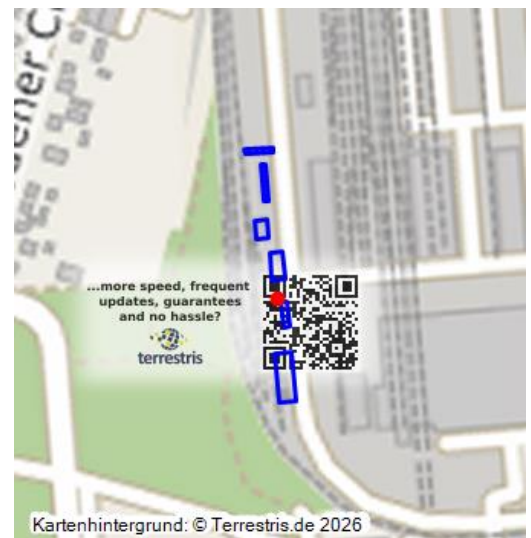 ...more speed, frequent
updates, guarantees
and no hassle?
terrestris
Kartenhintergrund: © Terrestris.de 2026